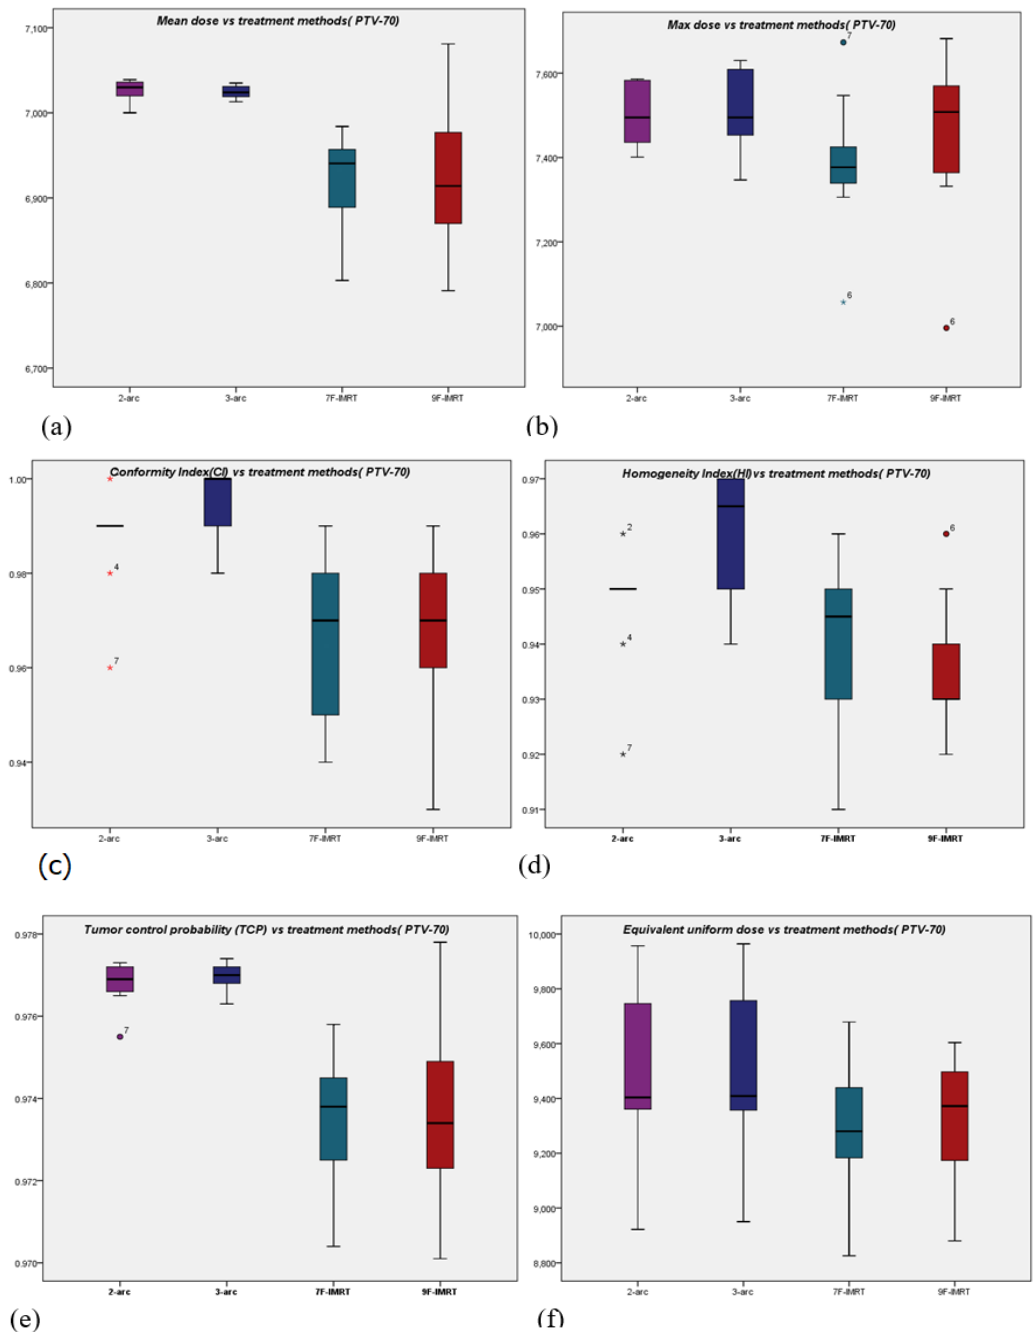 Mean dose vs treatment methods( PTV-70)
7,100
7,000
6,900
6,800
6,700
2-arc 3-arc 7F-IMRT 9F-IMRT
(a)
Max dose vs treatment methods( PTV-70)
7,600
7,400
7,200
7,000
7
6
6
2-arc 3-arc 7F-IMRT 9F-IMRT
(b)
Conformity Index(CI) vs treatment methods( PTV-70)
1.00
0.98
0.96
0.94
4
7
2-arc 3-arc 7F-IMRT 9F-IMRT
(c)
Homogeneity Index(HI)vs treatment methods( PTV-70)
0.97
0.96
0.95
0.94
0.93
0.92
0.91
2
4
7
6
2-arc 3-arc 7F-IMRT 9F-IMRT
(d)
Tumor control probability (TCP) vs treatment methods( PTV-70)
0.978
0.976
0.974
0.972
0.970
7
2-arc 3-arc 7F-IMRT 9F-IMRT
(e)
Equivalent uniform dose vs treatment methods( PTV-70)
10,000
9,800
9,600
9,400
9,200
9,000
8,800
2-arc 3-arc 7F-IMRT 9F-IMRT
(f)